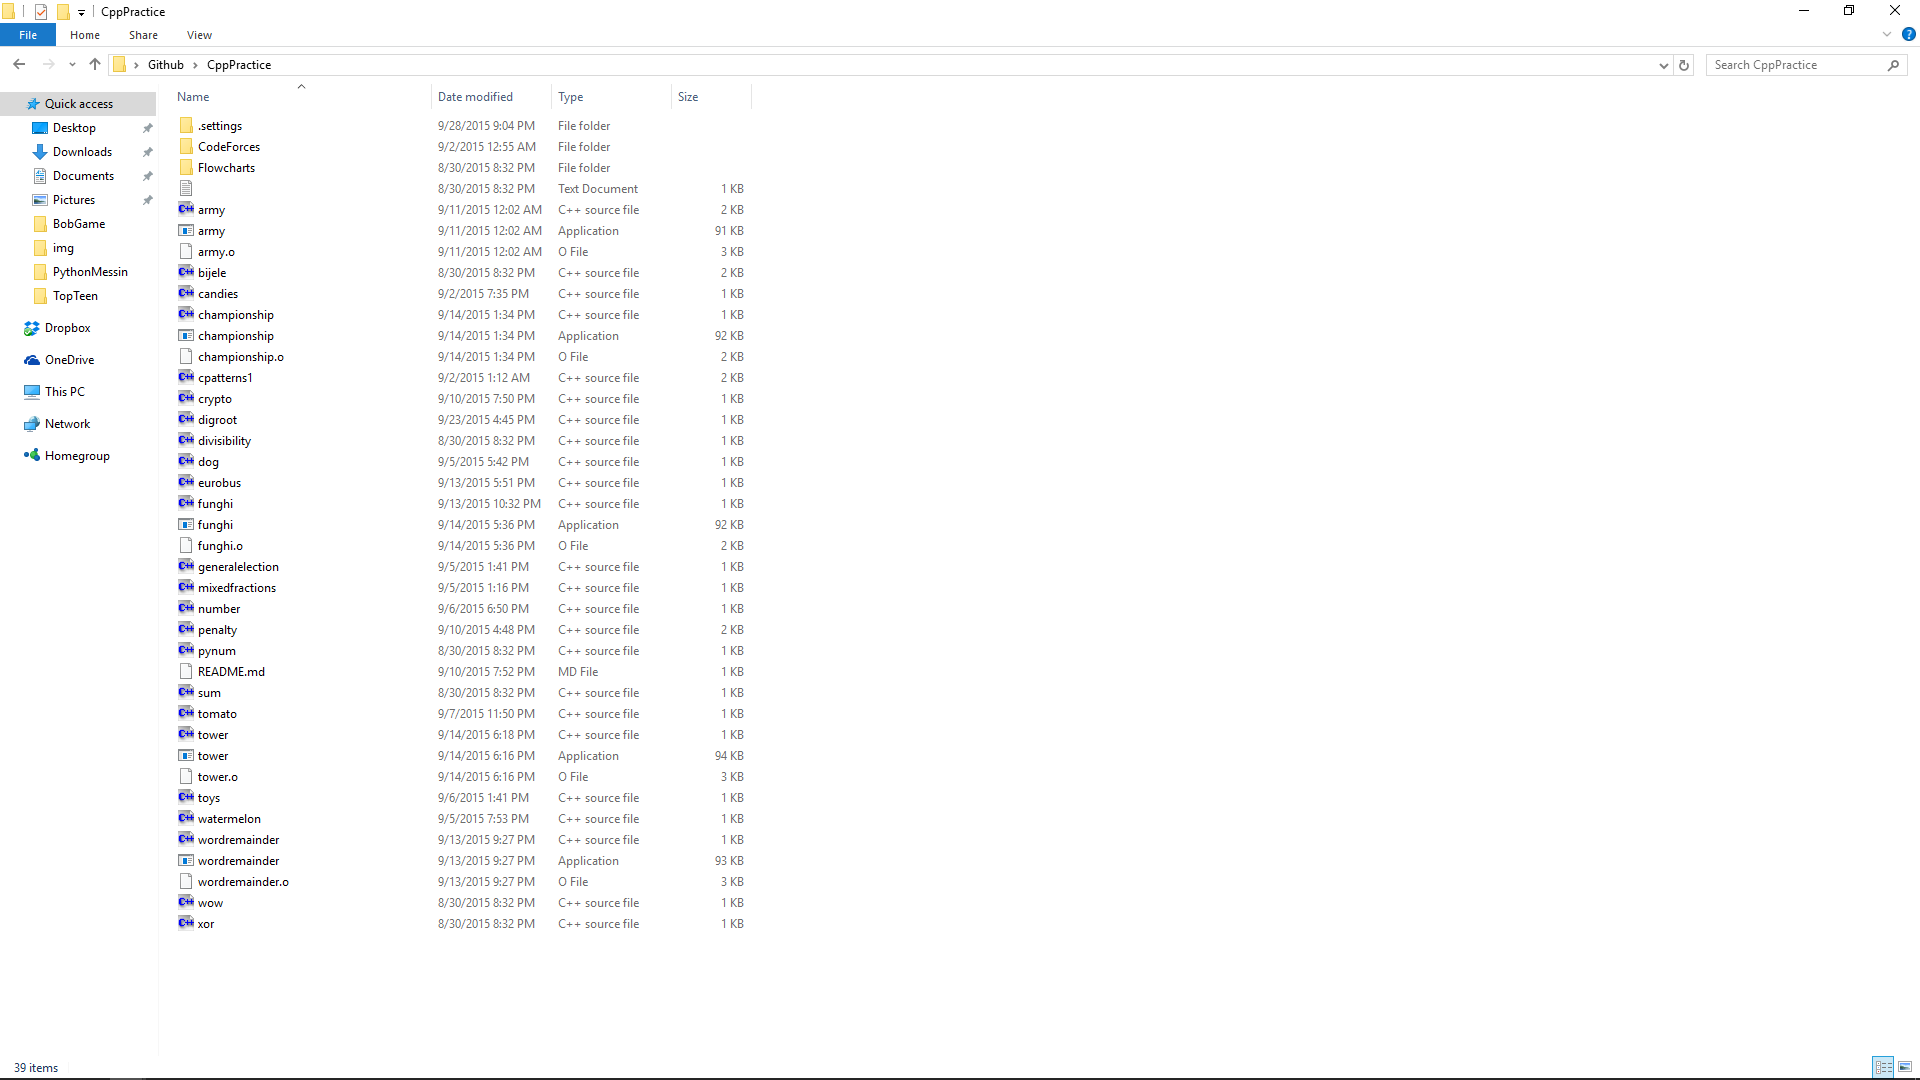 CppPractice
File Home Share View
Github CppPractice Search CppPractice
Name Date modified Type Size
Quick access
Desktop
Downloads
Documents
Pictures
BobGame
img
PythonMessin
TopTeen
Dropbox
OneDrive
This PC
Network
Homegroup
.settings 9/28/2015 9:04 PM File folder
CodeForces 9/2/2015 12:55 AM File folder
Flowcharts 8/30/2015 8:32 PM File folder
8/30/2015 8:32 PM Text Document 1 KB
army 9/11/2015 12:02 AM C++ source file 2 KB
army 9/11/2015 12:02 AM Application 91 KB
army.o 9/11/2015 12:02 AM O File 3 KB
bijele 8/30/2015 8:32 PM C++ source file 2 KB
candies 9/2/2015 7:35 PM C++ source file 1 KB
championship 9/14/2015 1:34 PM C++ source file 1 KB
championship 9/14/2015 1:34 PM Application 92 KB
championship.o 9/14/2015 1:34 PM O File 2 KB
cpatterns1 9/2/2015 1:12 AM C++ source file 2 KB
crypto 9/10/2015 7:50 PM C++ source file 1 KB
digroot 9/23/2015 4:45 PM C++ source file 1 KB
divisibility 8/30/2015 8:32 PM C++ source file 1 KB
dog 9/5/2015 5:42 PM C++ source file 1 KB
eurobus 9/13/2015 5:51 PM C++ source file 1 KB
funghi 9/13/2015 10:32 PM C++ source file 1 KB
funghi 9/14/2015 5:36 PM Application 92 KB
funghi.o 9/14/2015 5:36 PM O File 2 KB
generalelection 9/5/2015 1:41 PM C++ source file 1 KB
mixedfractions 9/5/2015 1:16 PM C++ source file 1 KB
number 9/6/2015 6:50 PM C++ source file 1 KB
penalty 9/10/2015 4:48 PM C++ source file 2 KB
pynum 8/30/2015 8:32 PM C++ source file 1 KB
README.md 9/10/2015 7:52 PM MD File 1 KB
sum 8/30/2015 8:32 PM C++ source file 1 KB
tomato 9/7/2015 11:50 PM C++ source file 1 KB
tower 9/14/2015 6:18 PM C++ source file 1 KB
tower 9/14/2015 6:16 PM Application 94 KB
tower.o 9/14/2015 6:16 PM O File 3 KB
toys 9/6/2015 1:41 PM C++ source file 1 KB
watermelon 9/5/2015 7:53 PM C++ source file 1 KB
wordremainder 9/13/2015 9:27 PM C++ source file 1 KB
wordremainder 9/13/2015 9:27 PM Application 93 KB
wordremainder.o 9/13/2015 9:27 PM O File 3 KB
wow 8/30/2015 8:32 PM C++ source file 1 KB
xor 8/30/2015 8:32 PM C++ source file 1 KB
39 items